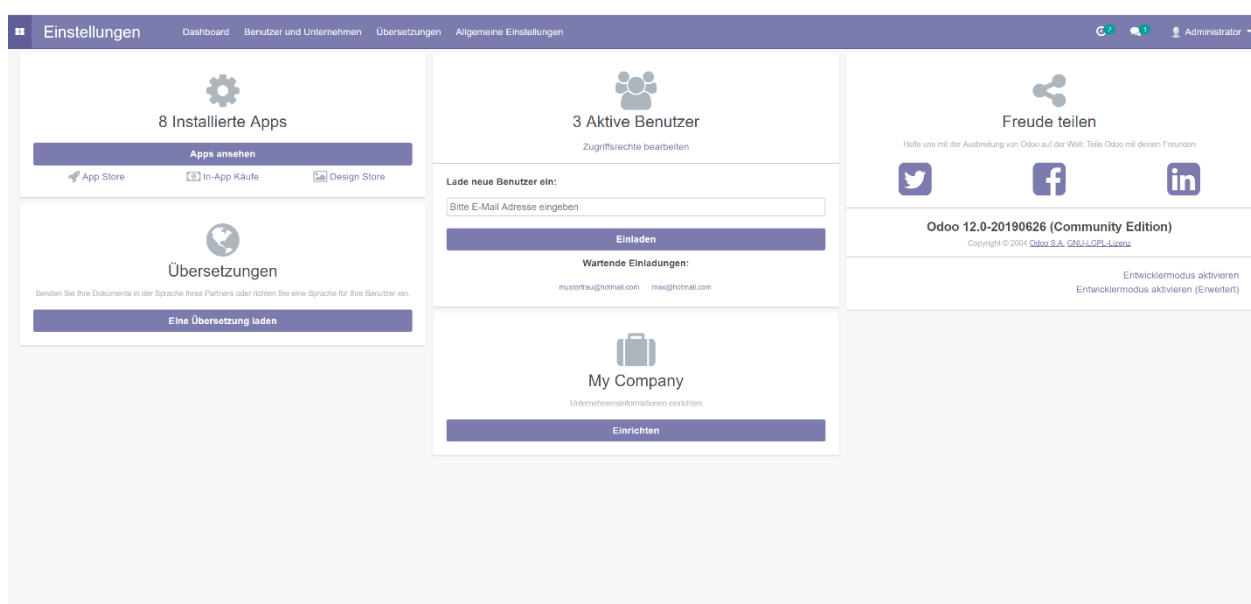 Einstellungen Dashboard Benutzer und Unternehmen Übersetzungen Allgemeine Einstellungen 2 1 Administrator
8 Installierte Apps
Apps ansehen
App Store In-App Käufe Design Store
Übersetzungen
Senden Sie Ihre Dokumente in der Sprache Ihres Partners oder richten Sie eine Sprache für Ihre Benutzer ein.
Eine Übersetzung laden
3 Aktive Benutzer
Zugriffsrechte bearbeiten
Lade neue Benutzer ein:
Bitte E-Mail Adresse eingeben
Einladen
Wartende Einladungen:
musterfrau@hotmail.com max@hotmail.com
My Company
Unternehmensinformationen einrichten
Einrichten
Freude teilen
Helfe uns mit der Ausbreitung von Odoo auf der Welt: Teile Odoo mit deinen Freunden
Odoo 12.0-20190626 (Community Edition)
Copyright © 2004 Odoo S.A. GNU-LGPL-Lizenz
Entwicklermodus aktivieren
Entwicklermodus aktivieren (Erweitert)